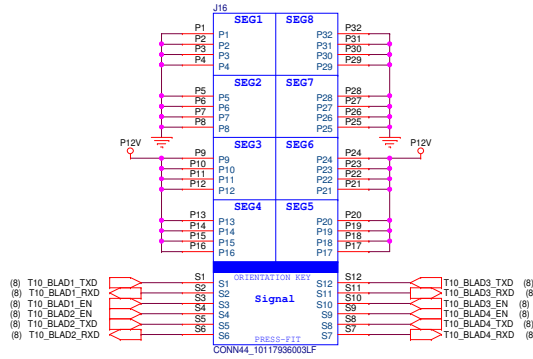 J16
SEG1 SEG8
P1 P1 P32 P32
P2 P2 P31 P31
P3 P3 P30 P30
P4 P4 P29 P29
SEG2 SEG7
P5 P5 P28 P28
P6 P6 P27 P27
P7 P7 P26 P26
P8 P8 P25 P25
P12V SEG3 SEG6 P12V
P9 P9 P24 P24
P10 P10 P23 P23
P11 P11 P22 P22
P12 P12 P21 P21
SEG4 SEG5
P13 P13 P20 P20
P14 P14 P19 P19
P15 P15 P18 P18
P16 P16 P17 P17
ORIENTATION KEY
(8) T10_BLAD1_TXD S1 S1 S12 S12 T10_BLAD3_TXD (8)
(8) T10_BLAD1_RXD S2 S2 S11 S11 T10_BLAD3_RXD (8)
Signal
(8) T10_BLAD1_EN S3 S3 S10 S10 T10_BLAD3_EN (8)
(8) T10_BLAD2_EN S4 S4 S9 S9 T10_BLAD4_EN (8)
(8) T10_BLAD2_TXD S5 S5 S8 S8 T10_BLAD4_TXD (8)
(8) T10_BLAD2_RXD S6 S6 S7 S7 T10_BLAD4_RXD (8)
PRESS-FIT
CONN44_10117936003LF